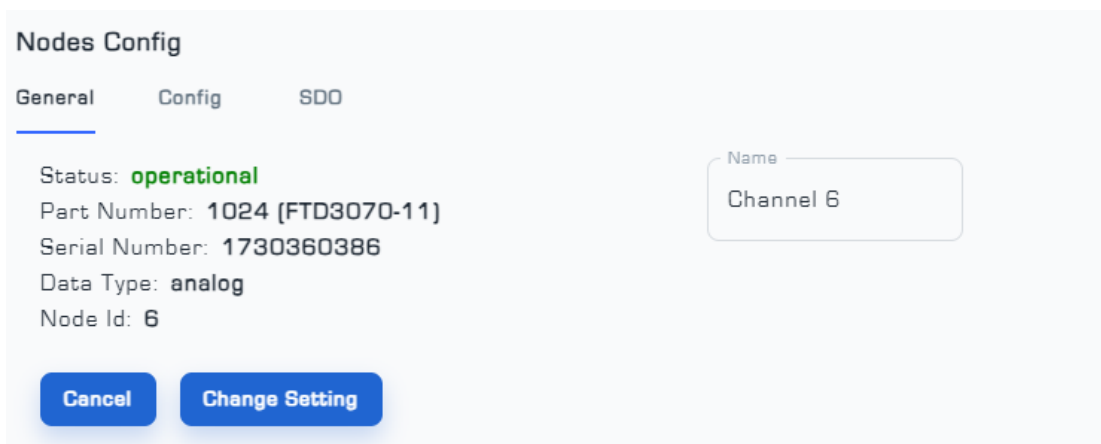 Nodes Config
General Config SDO
Status: operational
Part Number: 1024 (FTD3070-11)
Serial Number: 1730360386
Data Type: analog
Node Id: 6
Name
Channel 6
Cancel Change Setting